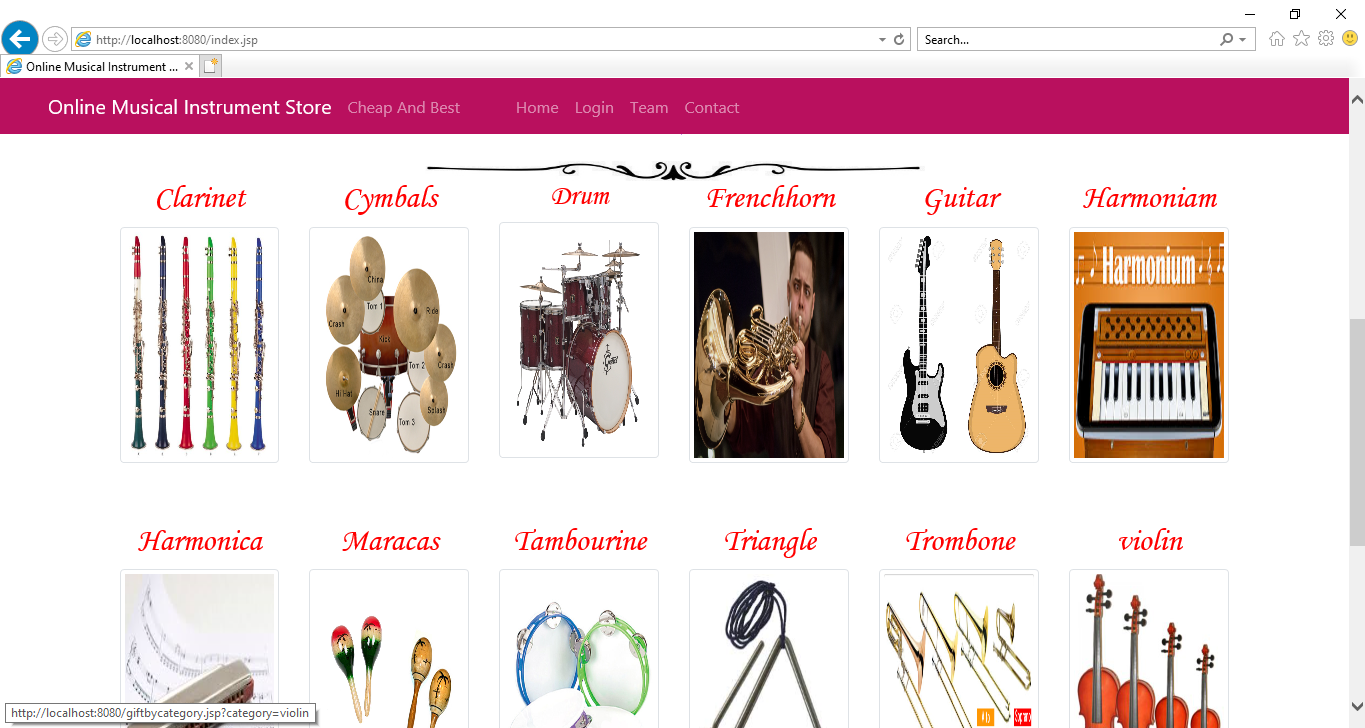 http://localhost:8080/index.jsp
Search...
Online Musical Instrument ...
Online Musical Instrument Store Cheap And Best Home Login Team Contact
Clarinet Cymbals Drum Frenchhorn Guitar Harmoniam
China
Tom 1
Crash
Ride
Kick
Tom 2
Crash
Hi Hat
Snare
Splash
Tom 3
Harmonium
Harmonica Maracas Tambourine Triangle Trombone violin
Alto
Soprano
http://localhost:8080/giftbycategory.jsp?category=violin